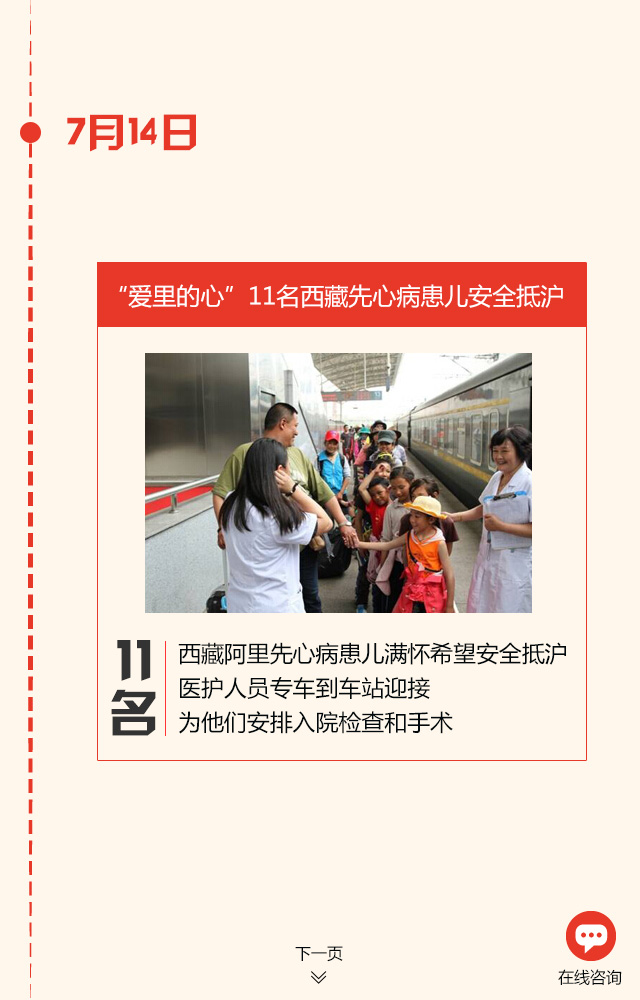 7月14日
“爱里的心”11名西藏先心病患儿安全抵沪
11
名
西藏阿里先心病患儿满怀希望安全抵沪
医护人员专车到车站迎接
为他们安排入院检查和手术
下一页
在线咨询